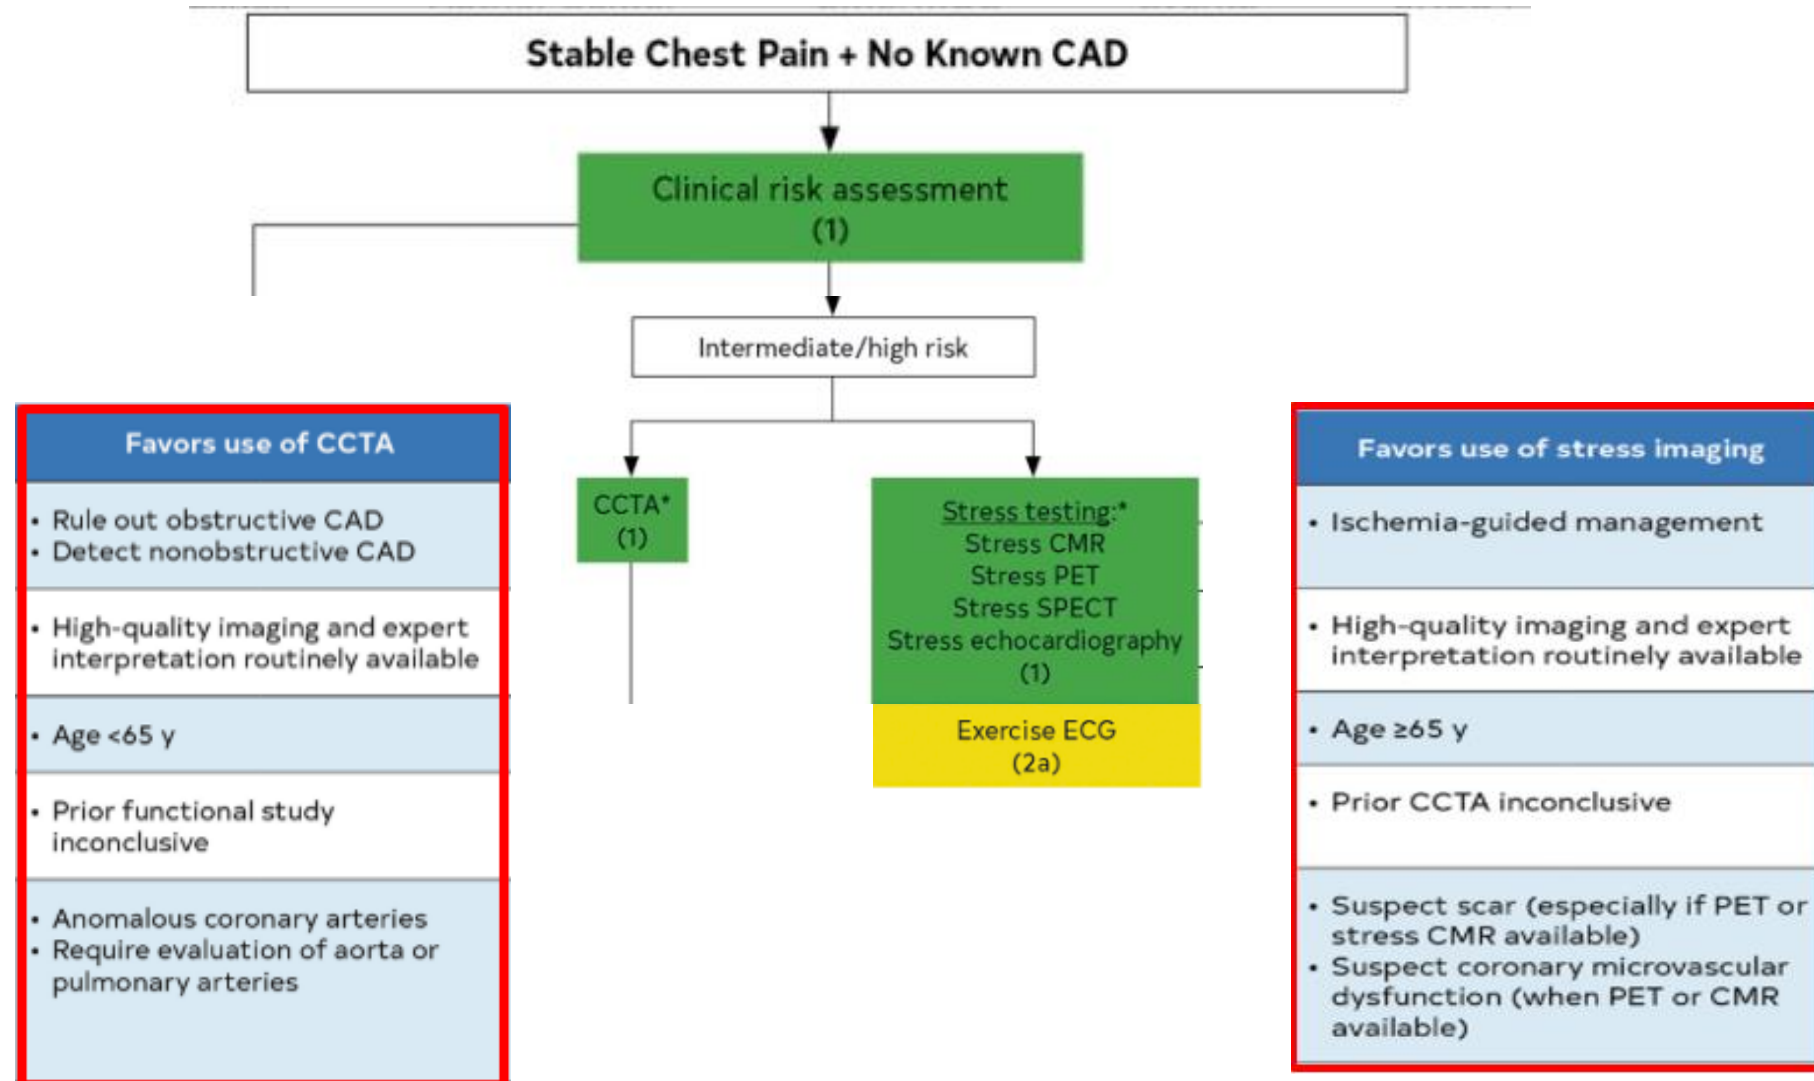 Stable Chest Pain + No Known CAD
Clinical risk assessment
(1)
Intermediate/high risk
Favors use of CCTA
• Rule out obstructive CAD
• Detect nonobstructive CAD
• High-quality imaging and expert
interpretation routinely available
• Age <65 y
• Prior functional study
inconclusive
• Anomalous coronary arteries
• Require evaluation of aorta or
pulmonary arteries
CCTA*
(1)
Stress testing:*
Stress CMR
Stress PET
Stress SPECT
Stress echocardiography
(1)
Exercise ECG
(2a)
Favors use of stress imaging
• Ischemia-guided management
• High-quality imaging and expert
interpretation routinely available
• Age ≥65 y
• Prior CCTA inconclusive
• Suspect scar (especially if PET or
stress CMR available)
• Suspect coronary microvascular
dysfunction (when PET or CMR
available)